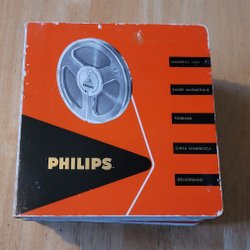 MAGNETIC TAPE
BANDE MAGNETIQUE
TONBAND
CINTA MAGNETICA
GELUIDSBAND
PHILIPS